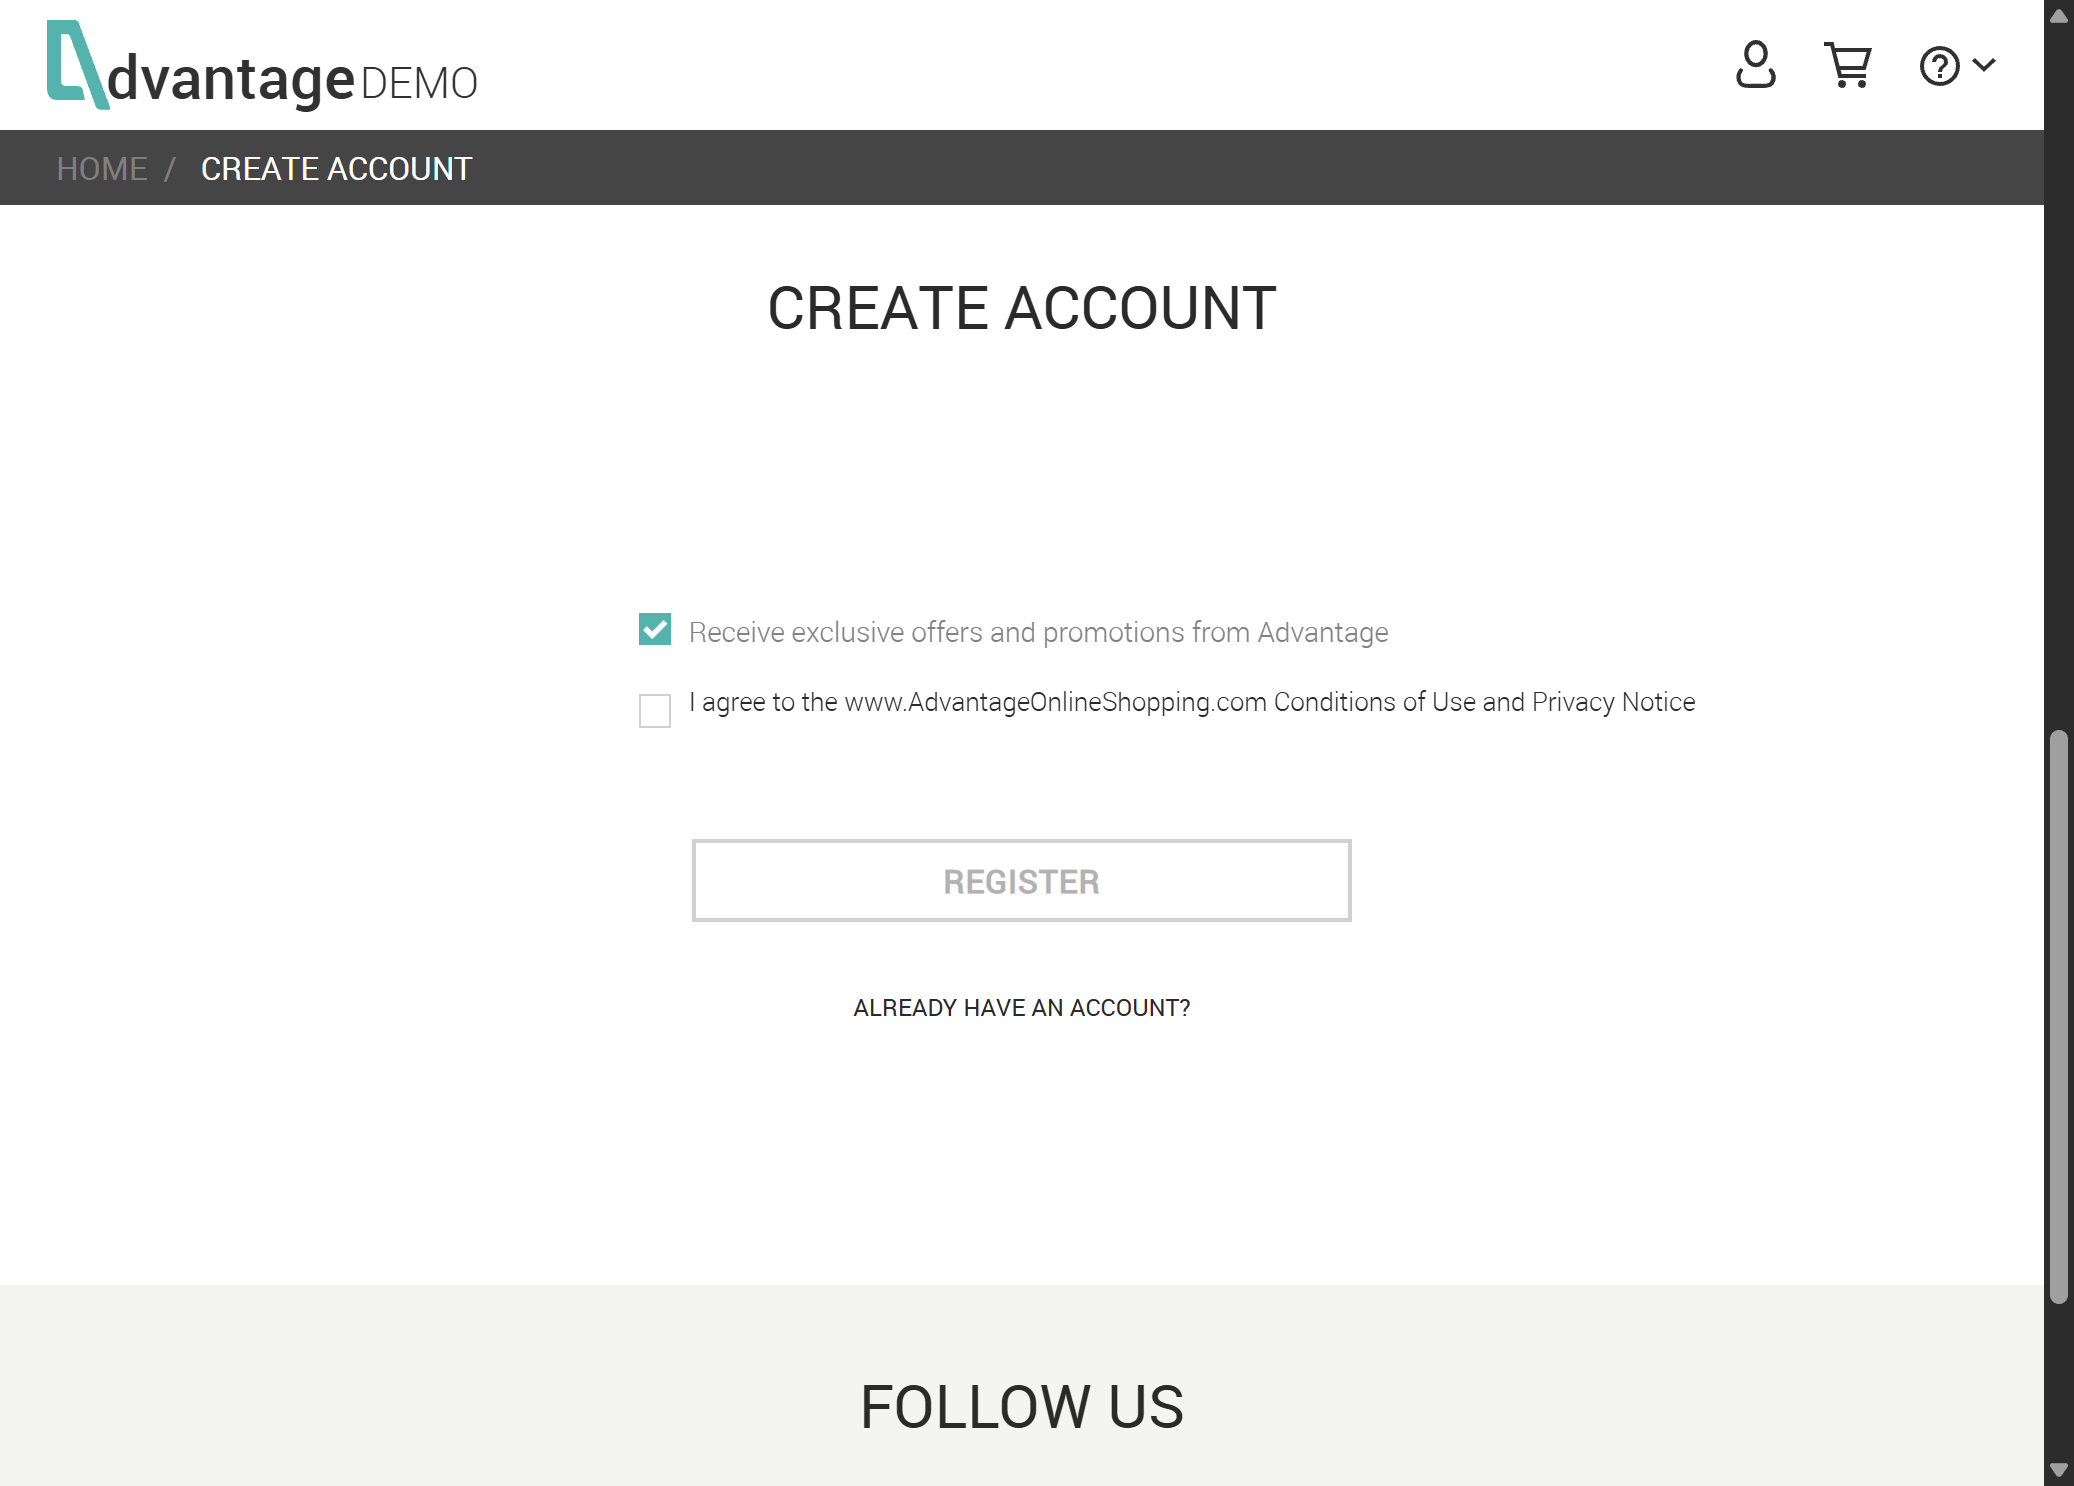 dvantage DEMO
HOME / CREATE ACCOUNT
CREATE ACCOUNT
Receive exclusive offers and promotions from Advantage
I agree to the www.AdvantageOnlineShopping.com Conditions of Use and Privacy Notice
REGISTER
ALREADY HAVE AN ACCOUNT?
FOLLOW US